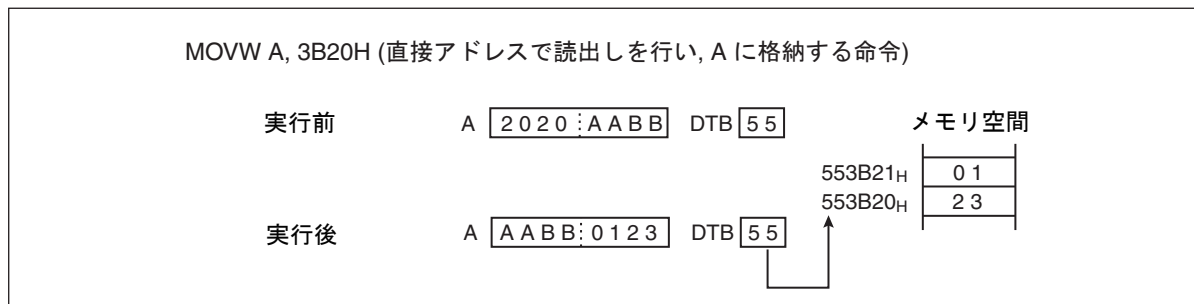 MOVW A, 3B20H (直接アドレスで読出しを行い, A に格納する命令)
実行前 A 2020 AABB DTB 55 メモリ空間
553B21H 01
553B20H 23
実行後 A AABB 0123 DTB 55